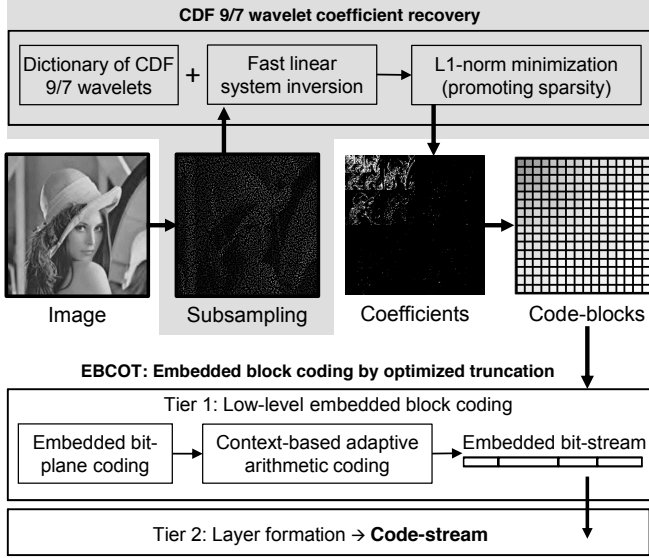 CDF 9/7 wavelet coefficient recovery
Dictionary of CDF
9/7 wavelets
+
Fast linear
system inversion
L1-norm minimization
(promoting sparsity)
Image
Subsampling
Coefficients
Code-blocks
EBCOT: Embedded block coding by optimized truncation
Tier 1: Low-level embedded block coding
Embedded bit-
plane coding
Context-based adaptive
arithmetic coding
Embedded bit-stream
Tier 2: Layer formation → Code-stream